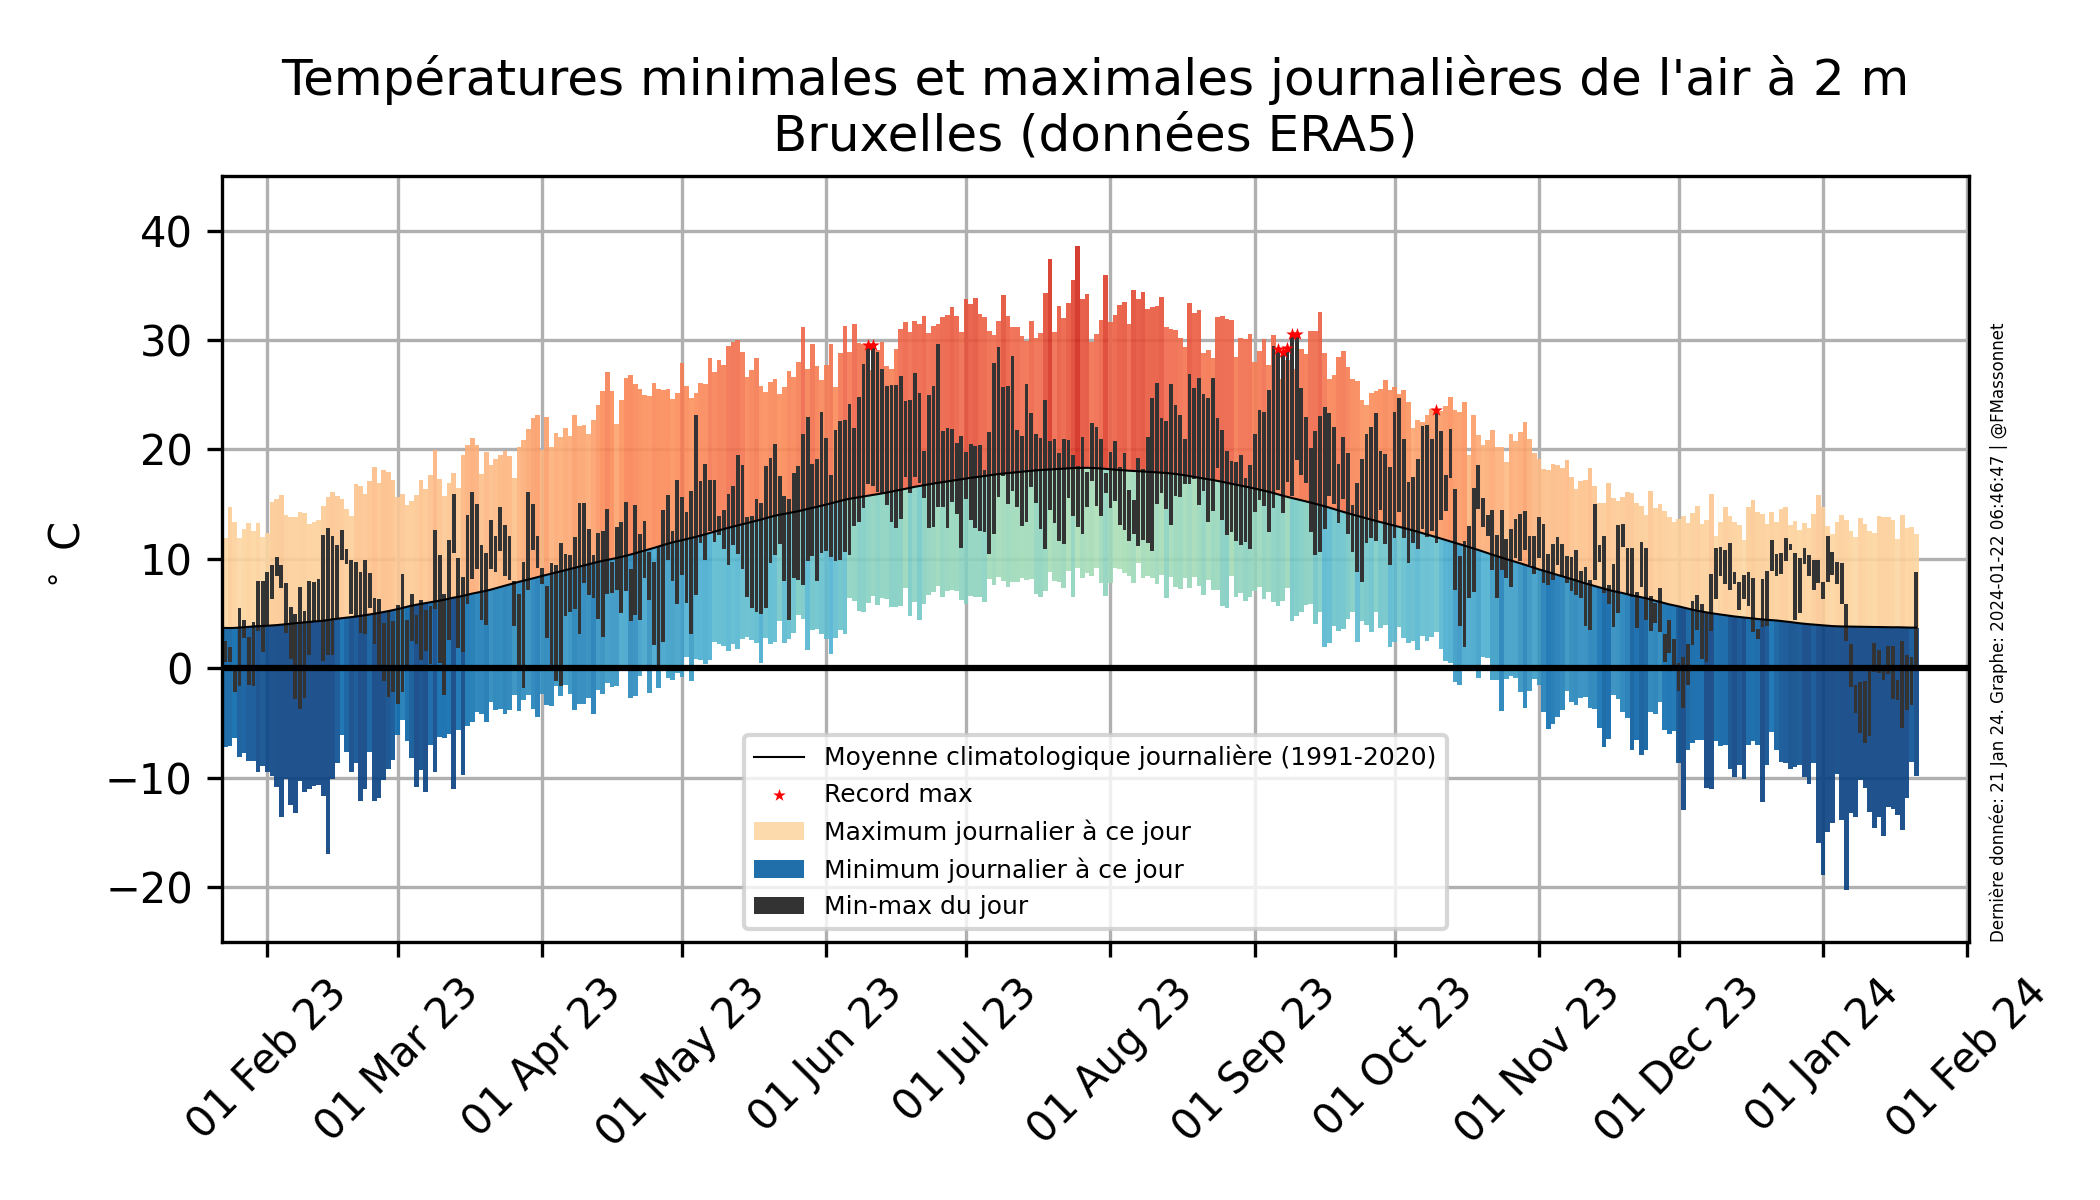 Températures minimales et maximales journalières de l'air à 2 m
Bruxelles (données ERA5)
° C
40
30
20
10
0
−10
−20
Moyenne climatologique journalière (1991-2020)
Record max
Maximum journalier à ce jour
Minimum journalier à ce jour
Min-max du jour
01 Feb 23
01 Mar 23
01 Apr 23
01 May 23
01 Jun 23
01 Jul 23
01 Aug 23
01 Sep 23
01 Oct 23
01 Nov 23
01 Dec 23
01 Jan 24
01 Feb 24
Dernière donnée: 21 Jan 24. Graphe: 2024-01-22 06:46:47 | @FMassonnet